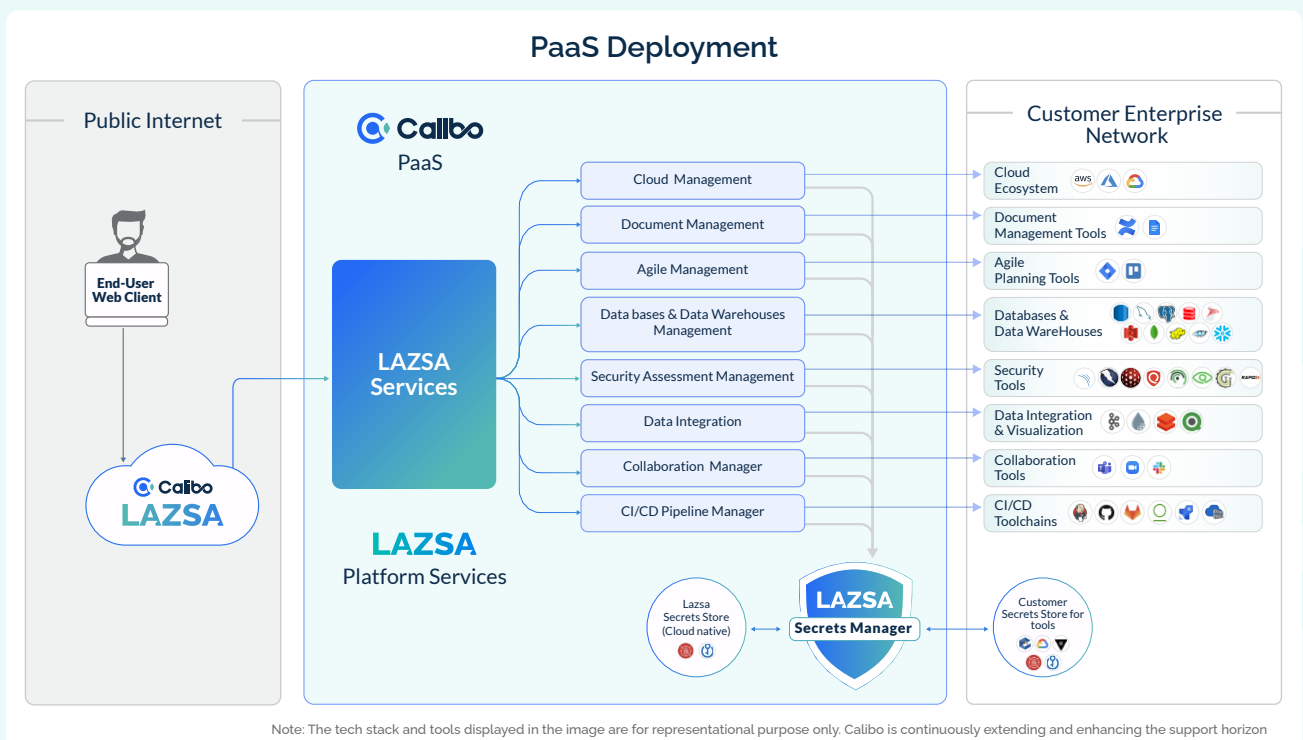 PaaS Deployment
Public Internet
End-User
Web Client
Calibo
LAZSA
Calibo
PaaS
LAZSA
Services
LAZSA
Platform Services
Cloud Management
Document Management
Agile Management
Data bases & Data Warehouses
Management
Security Assessment Management
Data Integration
Collaboration Manager
CI/CD Pipeline Manager
Lazsa
Secrets Store
(Cloud native)
LAZSA
Secrets Manager
Customer Enterprise
Network
Cloud
Ecosystem
aws
Document
Management Tools
Agile
Planning Tools
Databases &
Data WareHouses
Security
Tools
Data Integration
& Visualization
Collaboration
Tools
CI/CD
Toolchains
Customer
Secrets Store for
tools
Note: The tech stack and tools displayed in the image are for representational purpose only. Calibo is continuously extending and enhancing the support horizon